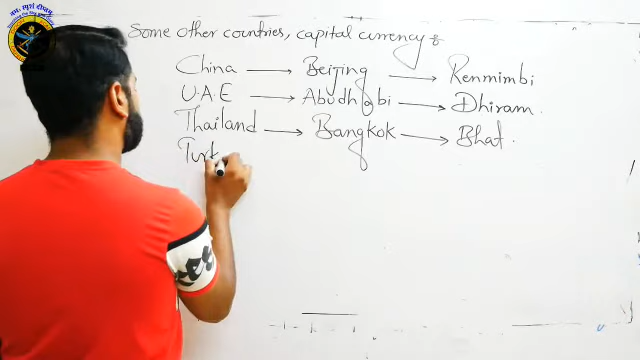 Some other countries, capital currency &
China → Beijing → Renmimbi
U.A.E → Abudhabi → Dhiram.
Thailand → Bangkok → Bhat.
Turk